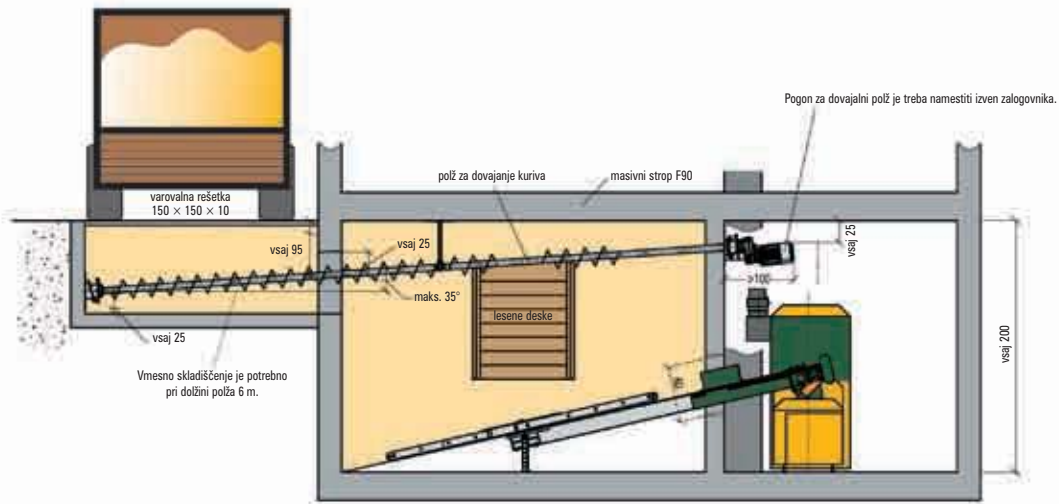 Pogon za dovajalni polž je treba namestiti izven zalogovnika.
polž za dovajanje kuriva
masivni strop F90
varovalna rešetka
150 × 150 × 10
vsaj 95
vsaj 25
vsaj 25
>100
maks. 35°
lesene deske
vsaj 25
vsaj 200
Vmesno skladiščenje je potrebno
pri dolžini polža 6 m.